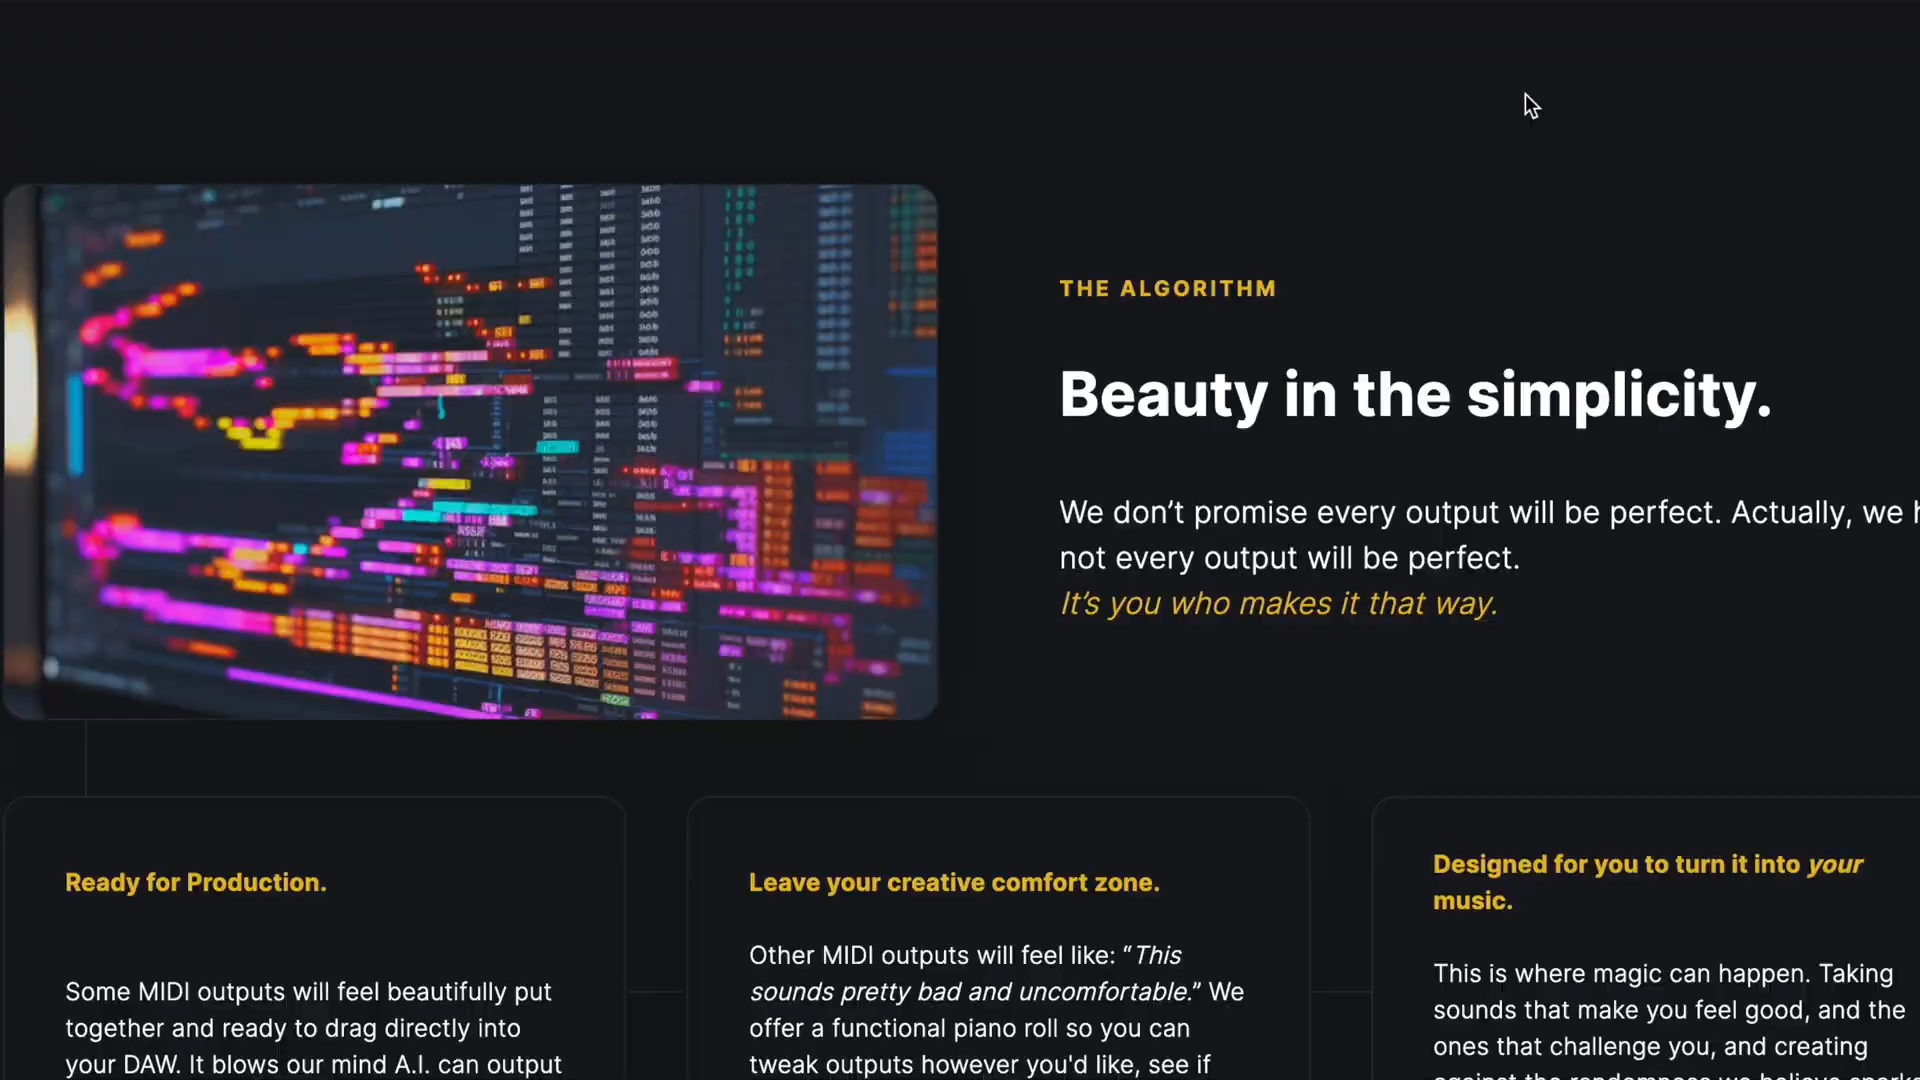 THE ALGORITHM
Beauty in the simplicity.
We don’t promise every output will be perfect. Actually, we
not every output will be perfect.
It’s you who makes it that way.
Ready for Production.
Some MIDI outputs will feel beautifully put
together and ready to drag directly into
your DAW. It blows our mind A.I. can output
Leave your creative comfort zone.
Other MIDI outputs will feel like: “This
sounds pretty bad and uncomfortable.” We
offer a functional piano roll so you can
tweak outputs however you'd like, see if
Designed for you to turn it into your
music.
This is where magic can happen. Taking
sounds that make you feel good, and the
ones that challenge you, and creating